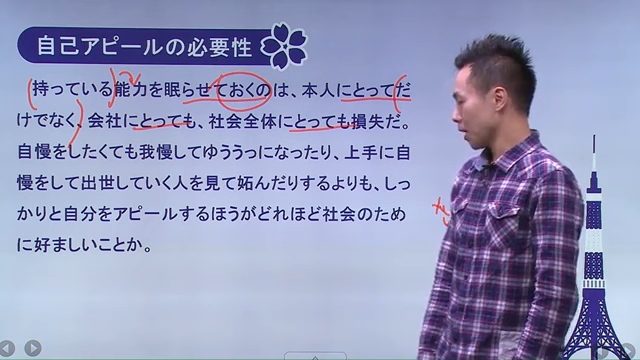 自己アピールの必要性
持っている能力を眠らせておくのは、本人にとってだ
けでなく、会社にとっても、社会全体にとっても損失だ。
自慢をしたくても我慢してゆううつになったり、上手に自
慢をして出世していく人を見て妬んだりするよりも、しっ
かりと自分をアピールするほうがどれほど社会のため
に好ましいことか。